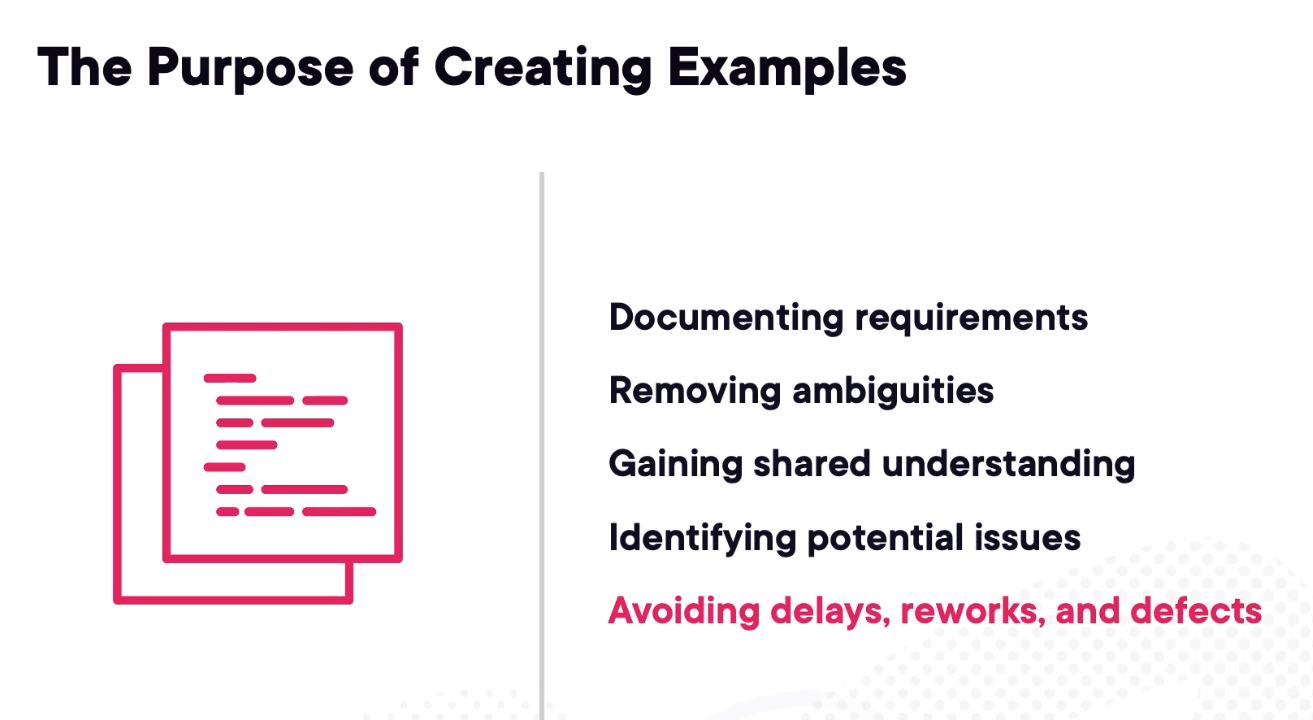 The Purpose of Creating Examples
Documenting requirements
Removing ambiguities
Gaining shared understanding
Identifying potential issues
Avoiding delays, reworks, and defects